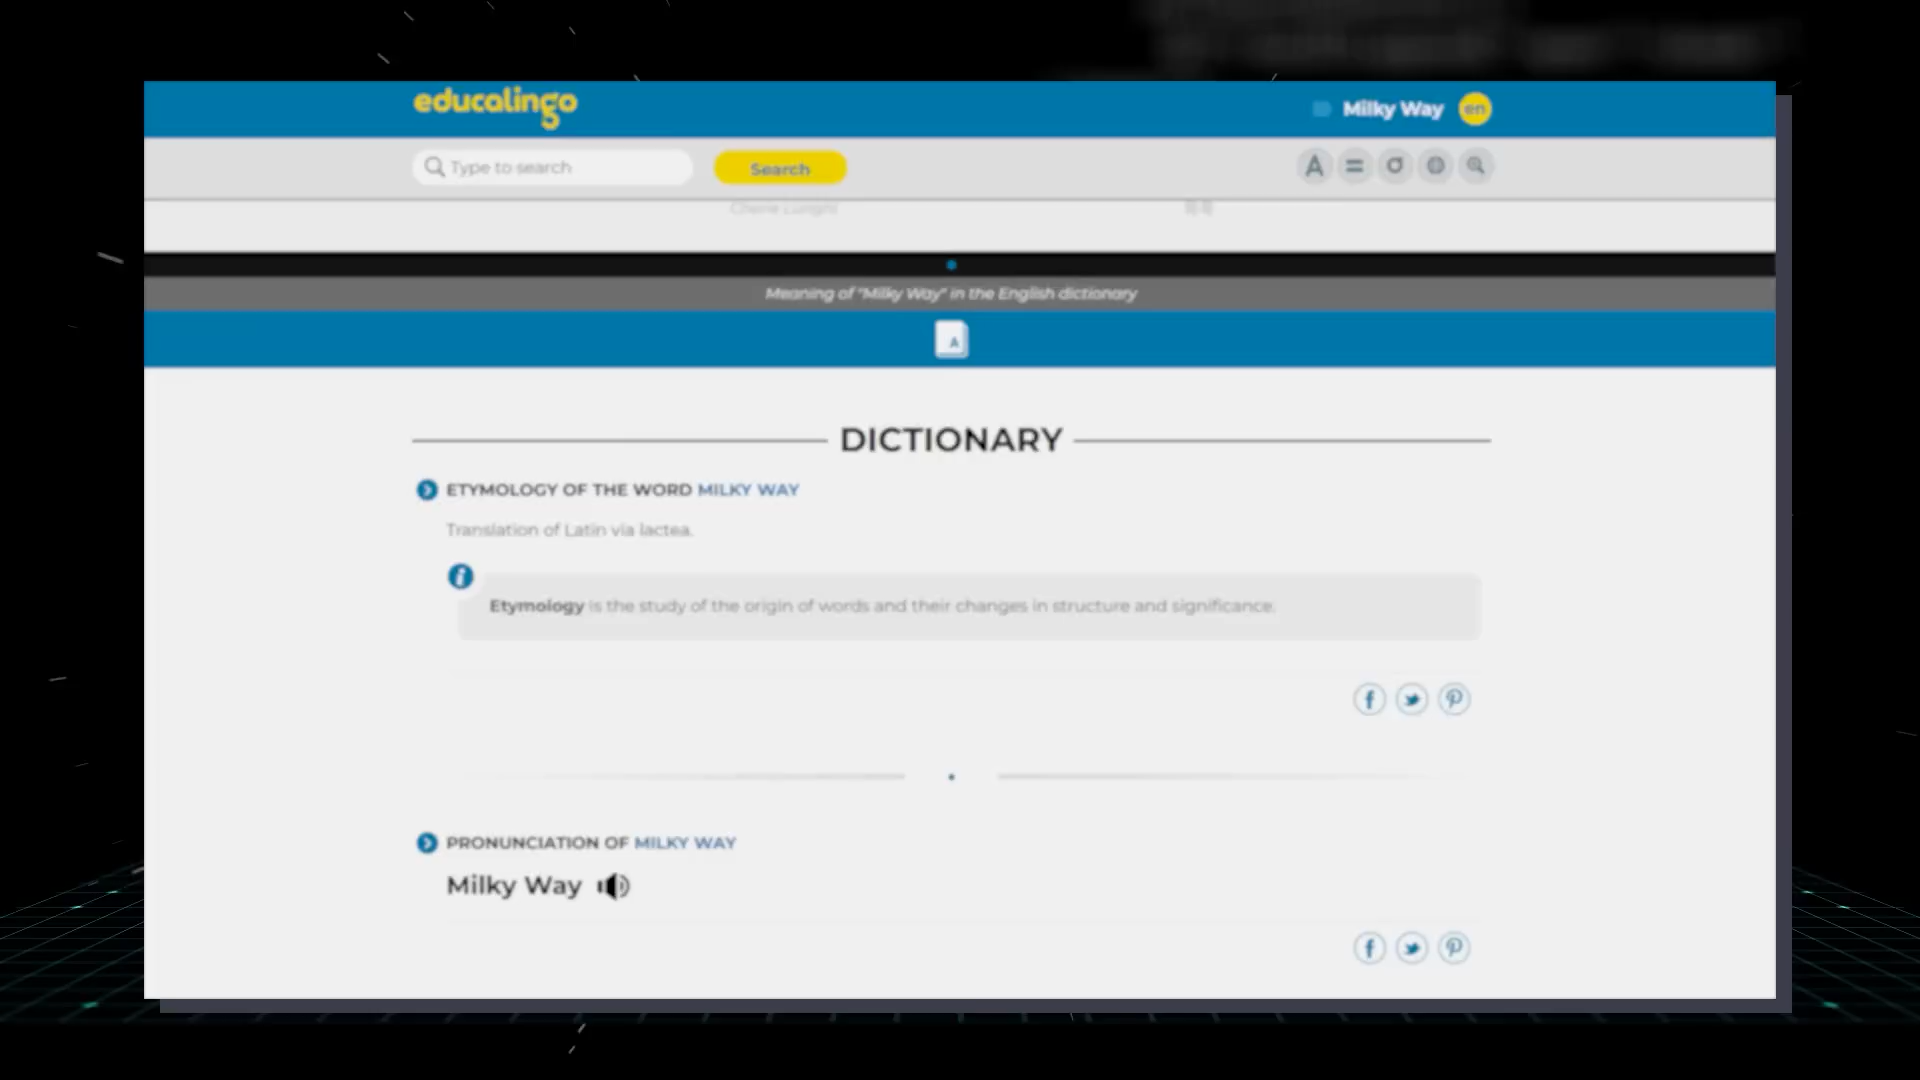 educalingo
Milky Way en
Type to search Search
Meaning of "Milky Way" in the English dictionary
DICTIONARY
ETYMOLOGY OF THE WORD MILKY WAY
Translation of Latin via lactea.
Etymology is the study of the origin of words and their changes in structure and significance.
PRONUNCIATION OF MILKY WAY
Milky Way